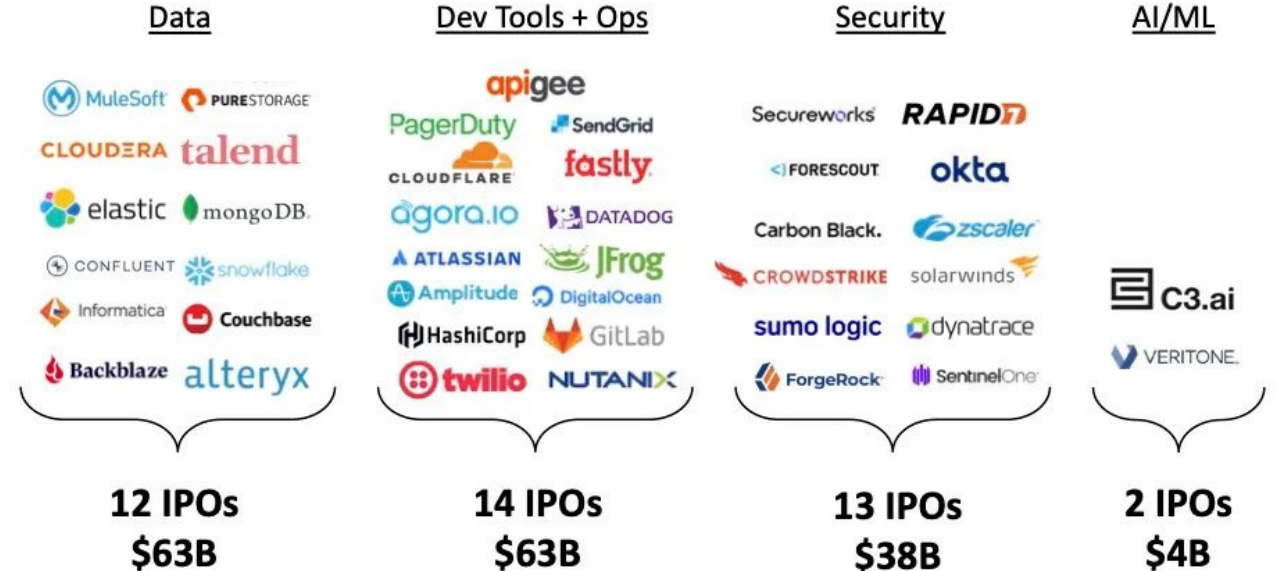 Data
MuleSoft PURESTORAGE
CLOUDERA talend
elastic mongoDB.
CONFLUENT snowflake
Informatica Couchbase
Backblaze alteryx
12 IPOs
$63B
Dev Tools + Ops
apigee
PagerDuty SendGrid
CLOUDFLARE fastly
agora.io DATADOG
ATLASSIAN JFrog
Amplitude DigitalOcean
HashiCorp GitLab
twilio NUTANIX
14 IPOs
$63B
Security
Secureworks RAPID7
FORESCOUT okta
Carbon Black. zscaler
CROWDSTRIKE solarwinds
sumo logic dynatrace
ForgeRock SentinelOne
13 IPOs
$38B
AI/ML
C3.ai
VERITONE.
2 IPOs
$4B